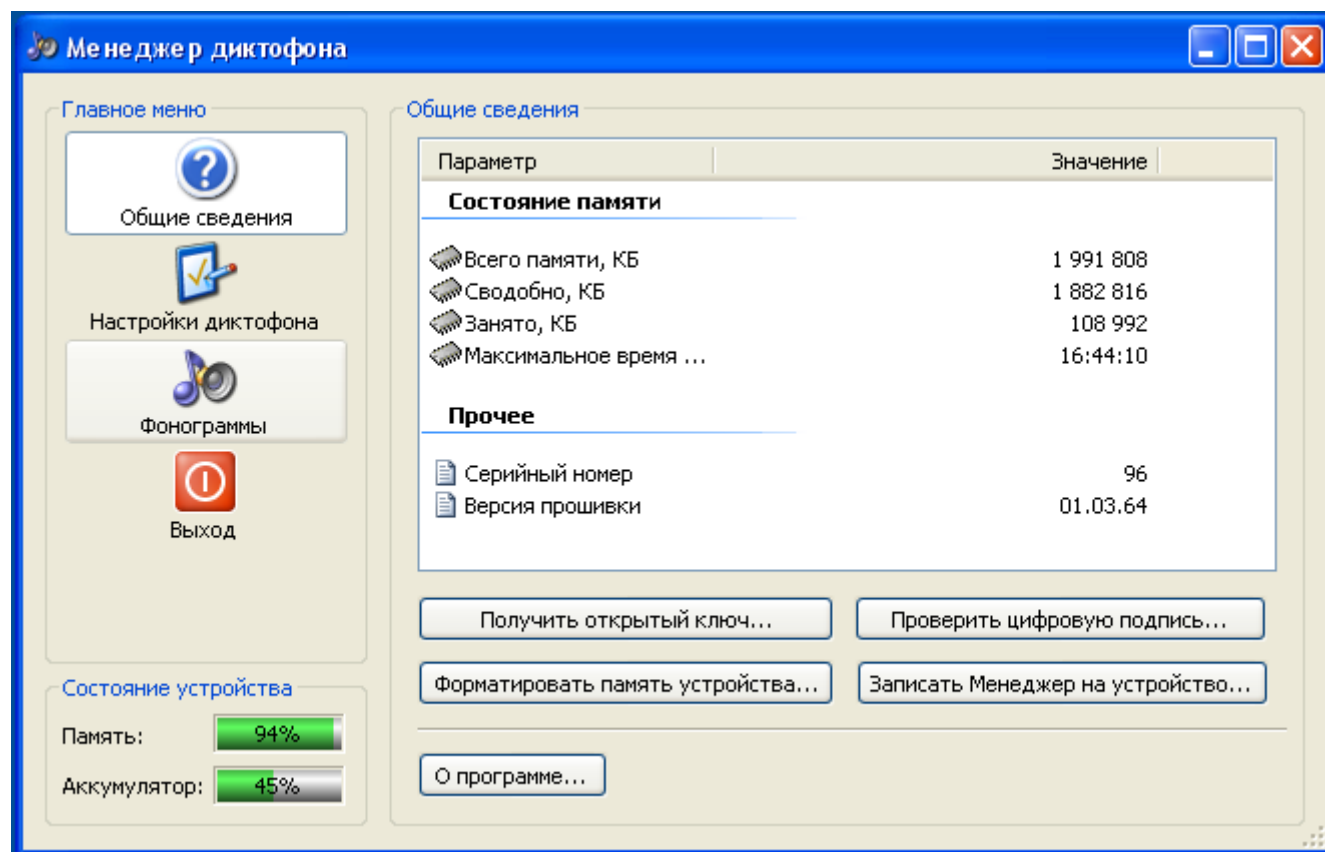 Менеджер диктофона
Главное меню
Общие сведения
Настройки диктофона
Фонограммы
Выход
Состояние устройства
Память: 94%
Аккумулятор: 45%
Общие сведения
Параметр Значение
Состояние памяти
Всего памяти, КБ 1 991 808
Сводобно, КБ 1 882 816
Занято, КБ 108 992
Максимальное время ... 16:44:10
Прочее
Серийный номер 96
Версия прошивки 01.03.64
Получить открытый ключ... Проверить цифровую подпись...
Форматировать память устройства... Записать Менеджер на устройство...
О программе...